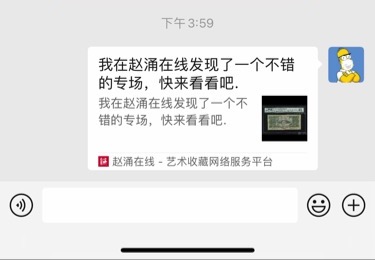 下午3:59
我在赵涌在线发现了一个不错
的专场，快来看看吧.
我在赵涌在线发现了一个不
错的专场，快来看看吧.
赵涌在线 - 艺术收藏网络服务平台